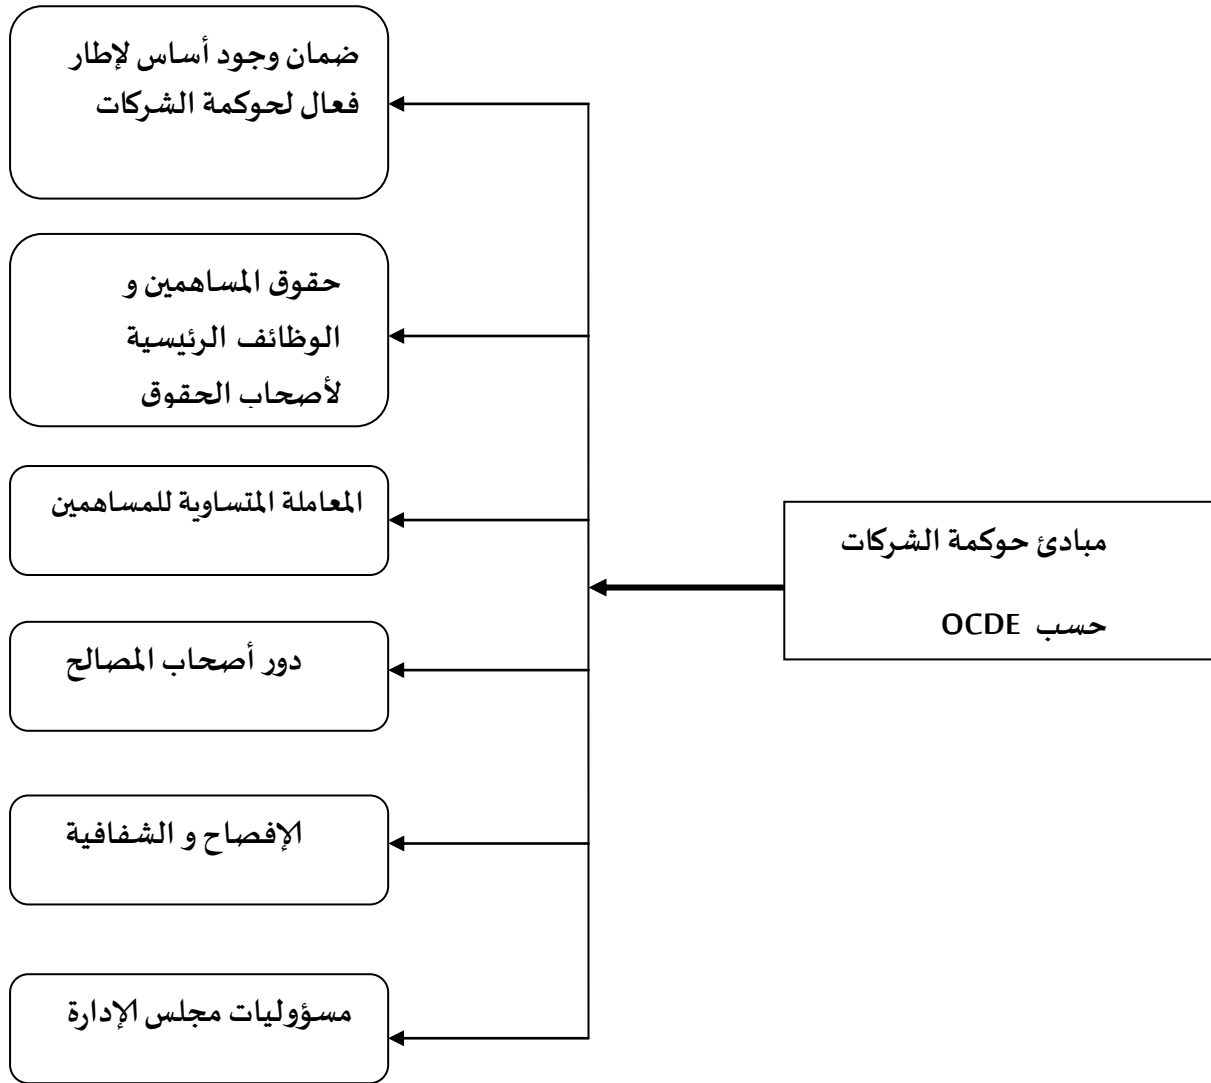 ضمان وجود أساس لإطار
فعال لحوكمة الشركات
حقوق المساهمين و
الوظائف الرئيسية
لأصحاب الحقوق
المعاملة المتساوية للمساهمين
مبادئ حوكمة الشركات
حسب OCDE
دور أصحاب المصالح
الإفصاح و الشفافية
مسؤوليات مجلس الإدارة